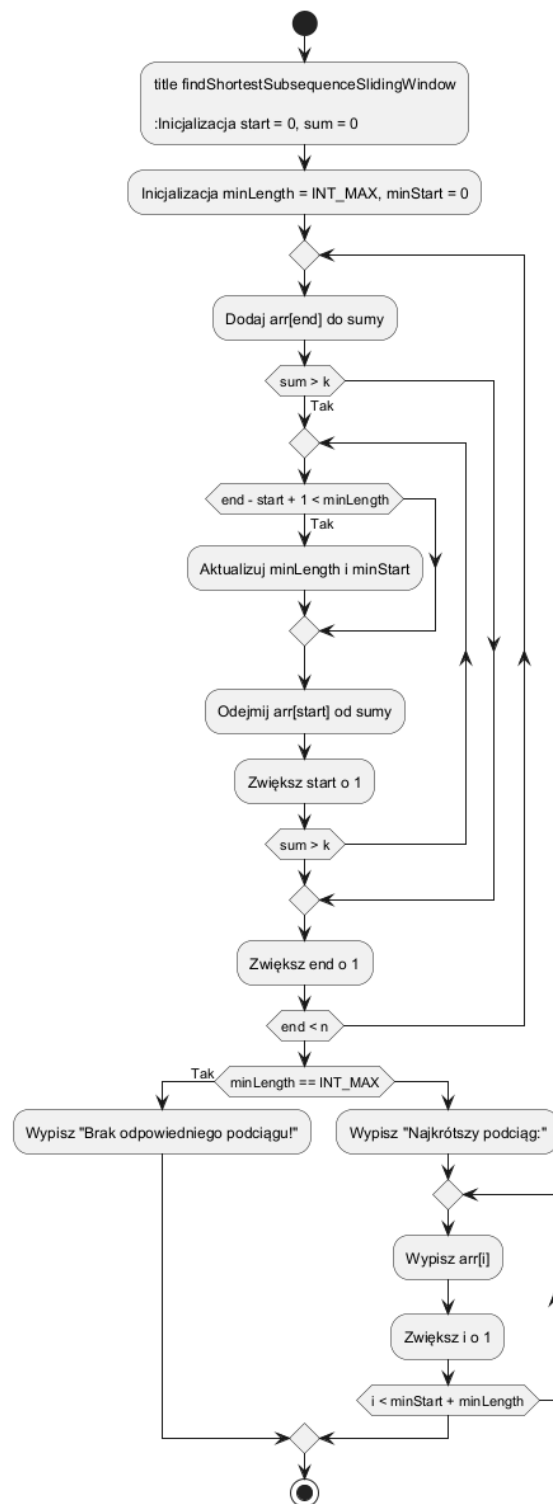 title findShortestSubsequenceSlidingWindow
:Inicjalizacja start = 0, sum = 0
Inicjalizacja minLength = INT_MAX, minStart = 0
Dodaj arr[end] do sumy
sum > k
Tak
end - start + 1 < minLength
Tak
Aktualizuj minLength i minStart
Odejmij arr[start] od sumy
Zwiększ start o 1
sum > k
Zwiększ end o 1
end < n
Tak
minLength == INT_MAX
Wypisz "Brak odpowiedniego podciągu!"
Wypisz "Najkrótszy podciąg:"
Wypisz arr[i]
Zwiększ i o 1
i < minStart + minLength